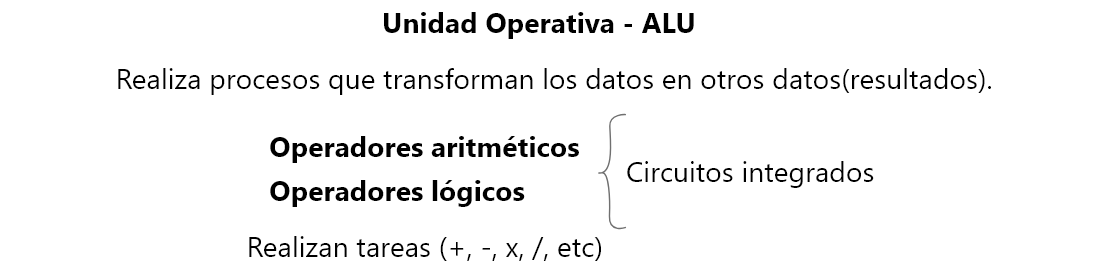 Unidad Operativa - ALU
Realiza procesos que transforman los datos en otros datos(resultados).
Operadores aritméticos
Operadores lógicos
Circuitos integrados
Realizan tareas (+, -, x, /, etc)